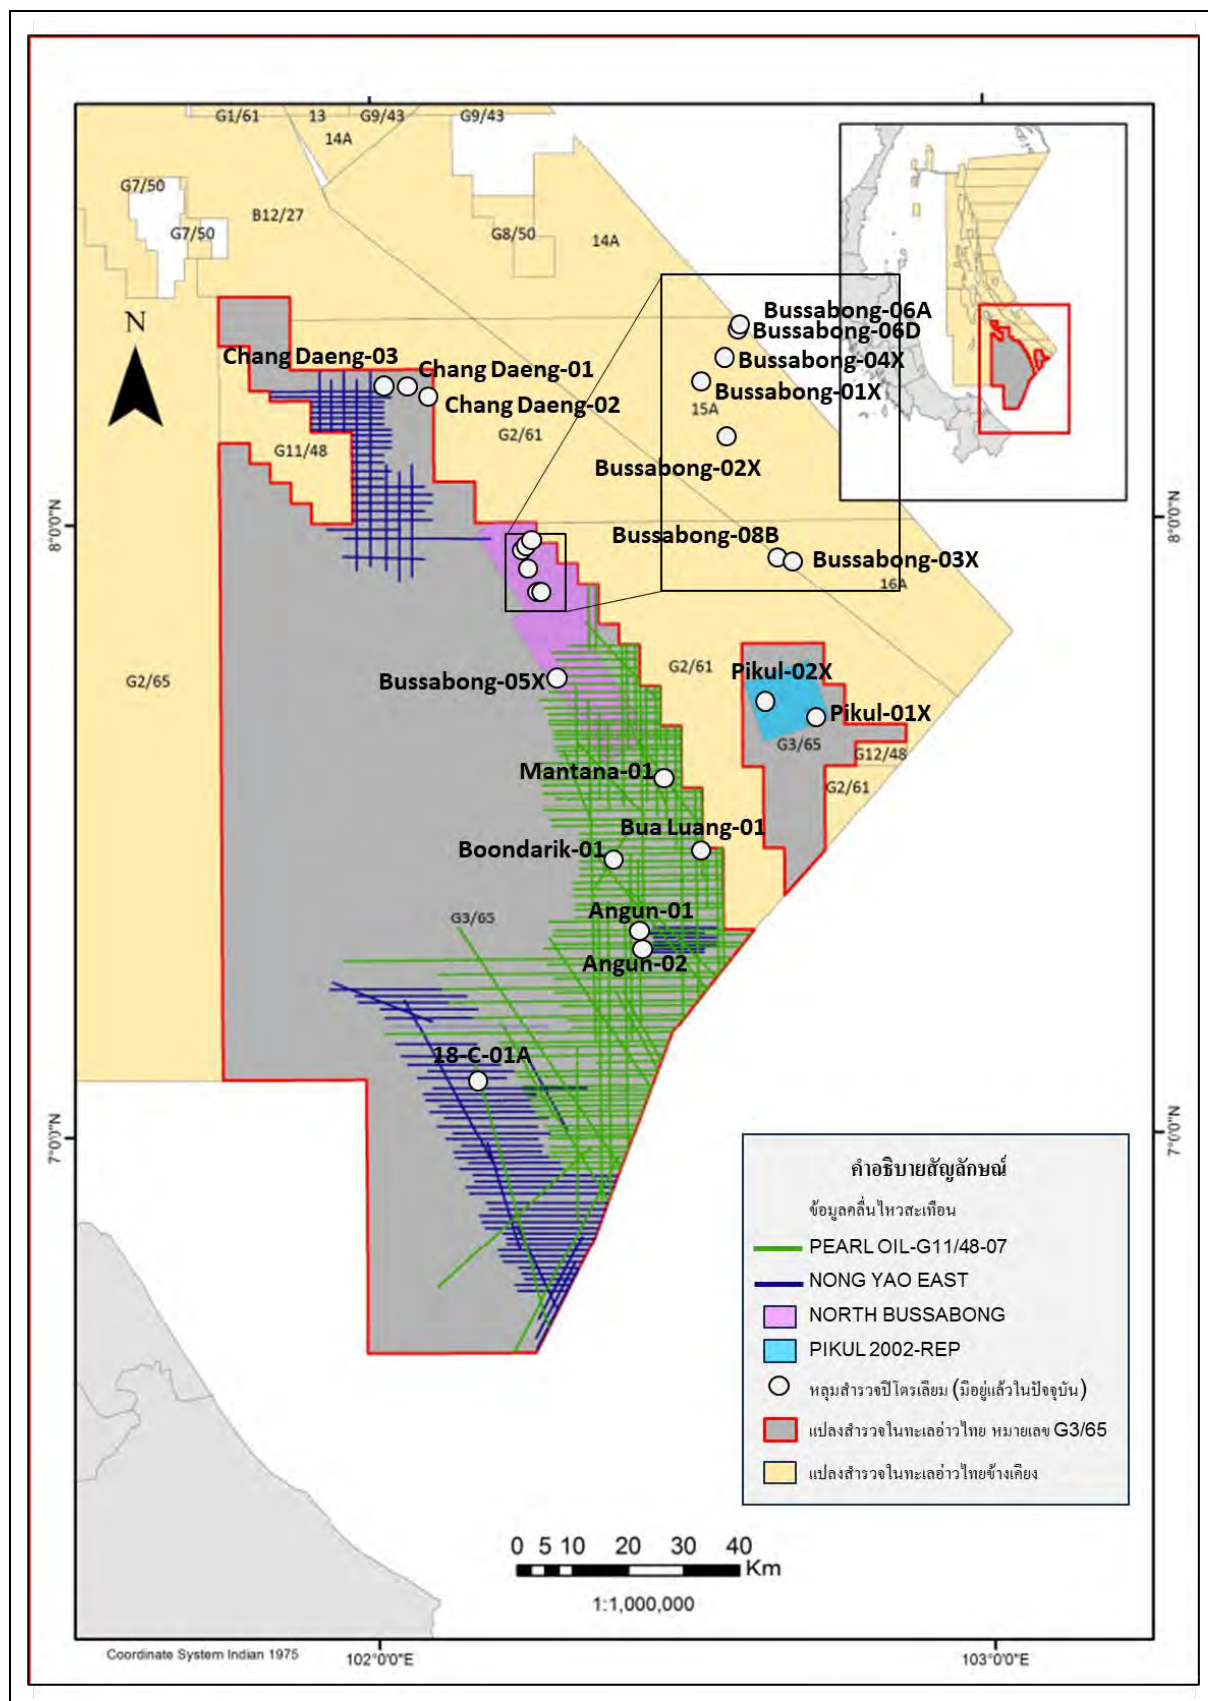 G1/61
13
G9/43
G9/43
14A
G7/50
B12/27
G7/50
G8/50
14A
N
Bussabong-06A
Bussabong-06D
Chang Daeng-03
Chang Daeng-01
Bussabong-04X
Bussabong-01X
Chang Daeng-02
15A
G2/61
G11/48
Bussabong-02X
8°0'0"N
8°0'0"N
Bussabong-08B
Bussabong-03X
16A
G2/65
Bussabong-05X
G2/61
Pikul-02X
Pikul-01X
G3/65
G12/48
Mantana-01
G2/61
Bua Luang-01
Boondarik-01
G3/65
Angun-01
Angun-02
18-C-01A
7°0'0"N
7°0'0"N
คำอธิบายสัญลักษณ์
ข้อมูลคลื่นไหวสะเทือน
PEARL OIL-G11/48-07
NONG YAO EAST
NORTH BUSSABONG
PIKUL 2002-REP
หลุมสำรวจปิโตรเลียม (มีอยู่แล้วในปัจจุบัน)
แปลงสำรวจในทะเลอ่าวไทย หมายเลข G3/65
แปลงสำรวจในทะเลอ่าวไทยข้างเคียง
0 5 10 20 30 40
Km
1:1,000,000
Coordinate System Indian 1975
102°0'0"E
103°0'0"E